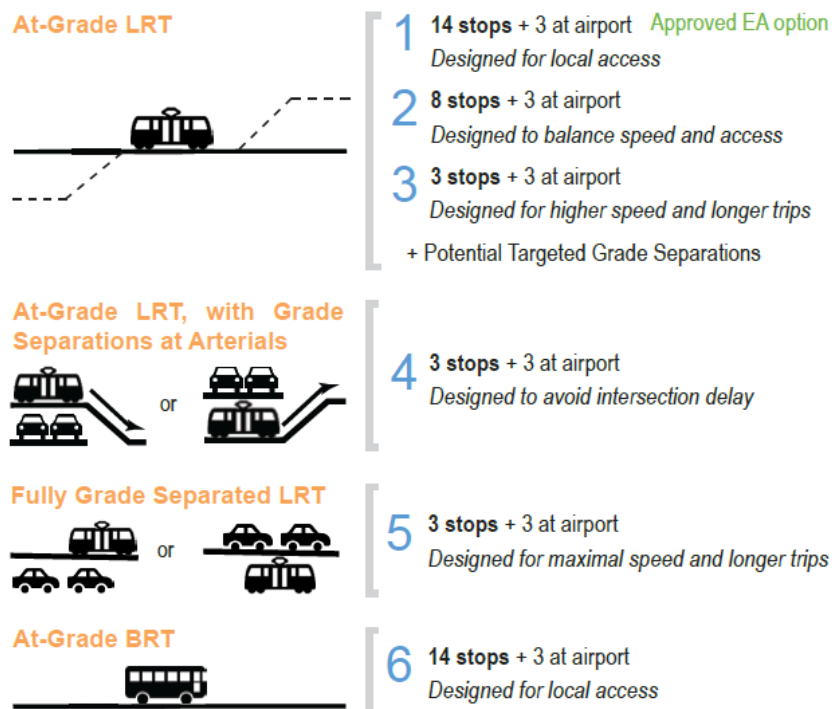 At-Grade LRT
1 14 stops + 3 at airport Approved EA option
Designed for local access
2 8 stops + 3 at airport
Designed to balance speed and access
3 3 stops + 3 at airport
Designed for higher speed and longer trips
+ Potential Targeted Grade Separations
At-Grade LRT, with Grade
Separations at Arterials
or
4 3 stops + 3 at airport
Designed to avoid intersection delay
Fully Grade Separated LRT
or
5 3 stops + 3 at airport
Designed for maximal speed and longer trips
At-Grade BRT
6 14 stops + 3 at airport
Designed for local access